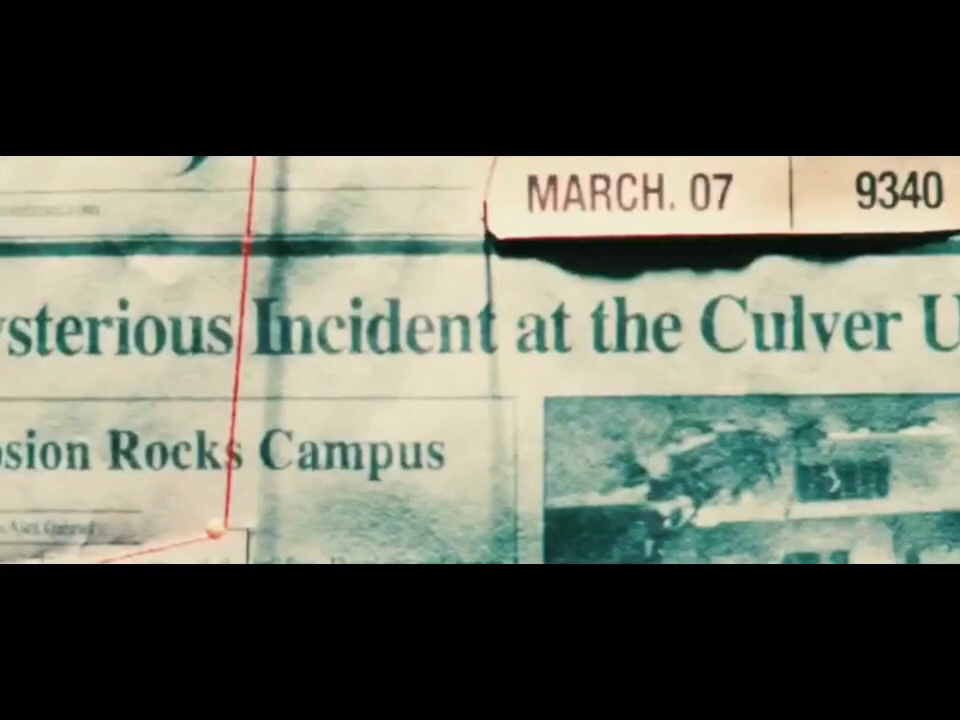 MARCH. 07 9340
ysterious Incident at the Culver U
osion Rocks Campus